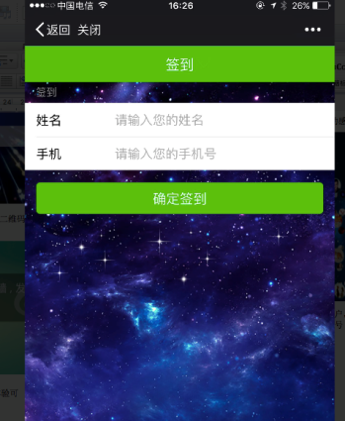 中国电信 16:26 26%
返回 关闭
签到
签到
姓名 请输入您的姓名
手机 请输入您的手机号
确定签到